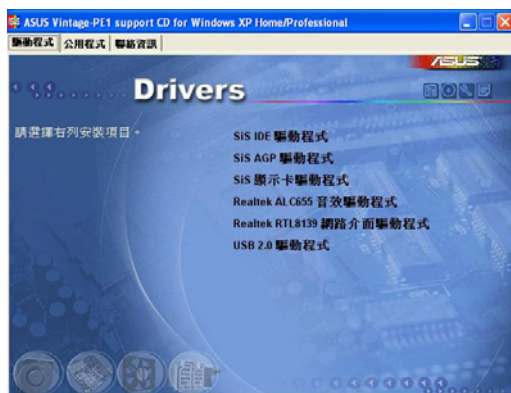 ASUS Vintage-PE1 support CD for Windows XP Home/Professional
驅動程式 公用程式 聯絡資訊
ASUS
Drivers
請選擇右列安裝項目。
SiS IDE 驅動程式
SiS AGP 驅動程式
SiS 顯示卡驅動程式
Realtek ALC655 音效驅動程式
Realtek RTL8139 網路介面驅動程式
USB 2.0 驅動程式